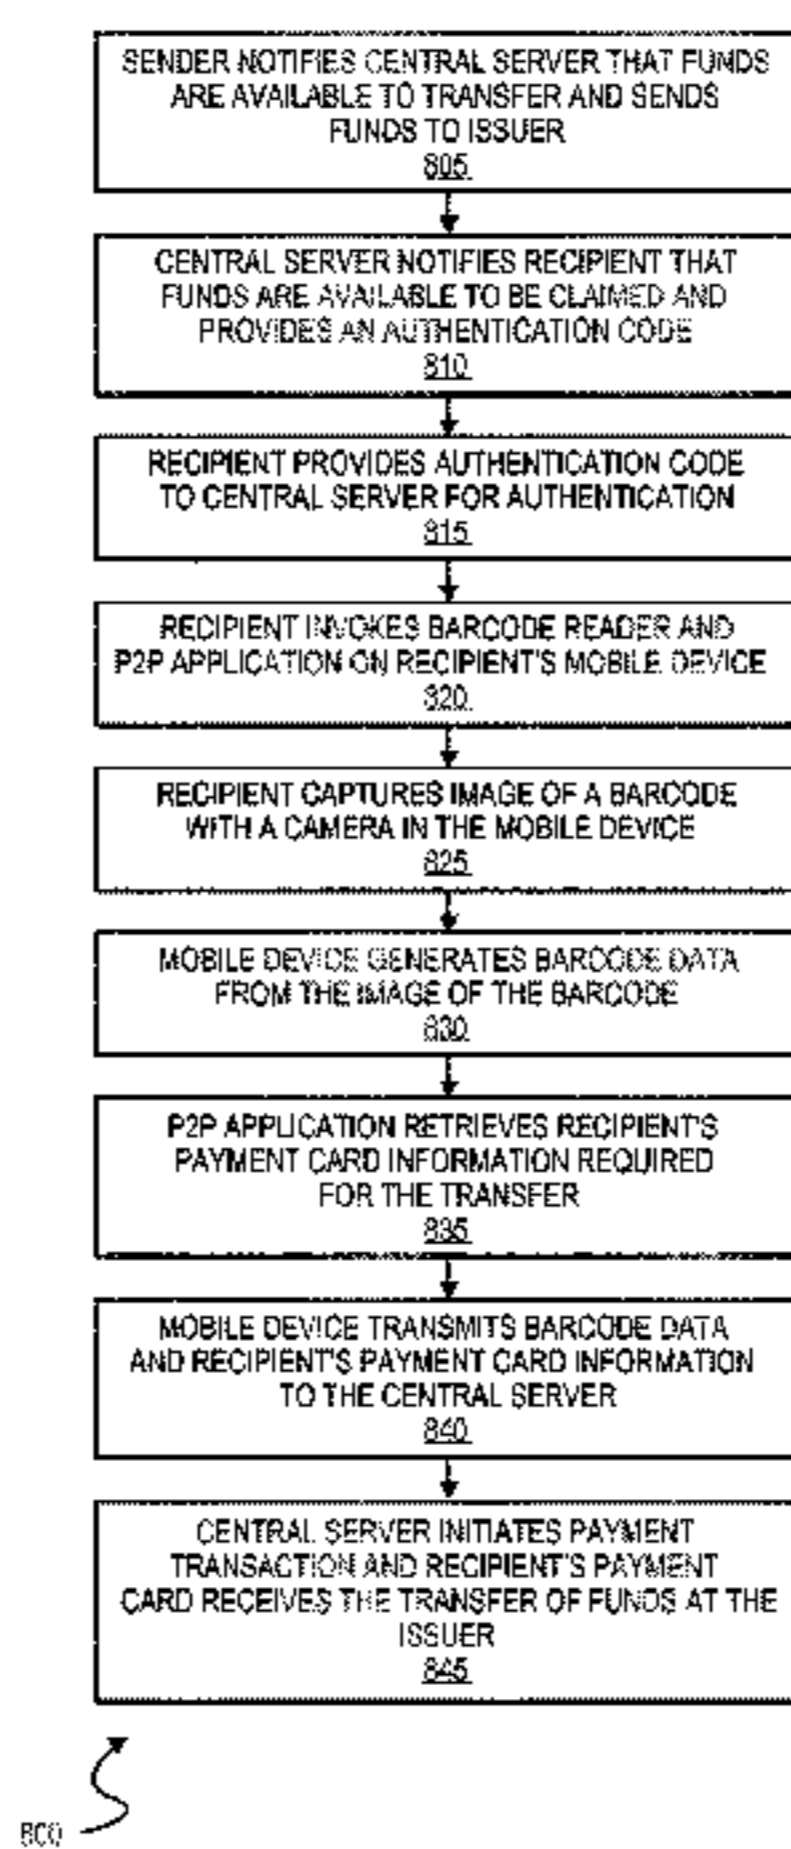 SENDER NOTIFIES CENTRAL SERVER THAT FUNDS
ARE AVAILABLE TO TRANSFER AND SENDS
FUNDS TO ISSUER
805
CENTRAL SERVER NOTIFIES RECIPIENT THAT
FUNDS ARE AVAILABLE TO BE CLAIMED AND
PROVIDES AN AUTHENTICATION CODE
810
RECIPIENT PROVIDES AUTHENTICATION CODE
TO CENTRAL SERVER FOR AUTHENTICATION
815
RECIPIENT INVOKES BARCODE READER AND
P2P APPLICATION ON RECIPIENT'S MOBILE DEVICE
820
RECIPIENT CAPTURES IMAGE OF A BARCODE
WITH A CAMERA IN THE MOBILE DEVICE
825
MOBILE DEVICE GENERATES BARCODE DATA
FROM THE IMAGE OF THE BARCODE
830
P2P APPLICATION RETRIEVES RECIPIENT'S
PAYMENT CARD INFORMATION REQUIRED
FOR THE TRANSFER
835
MOBILE DEVICE TRANSMITS BARCODE DATA
AND RECIPIENT'S PAYMENT CARD INFORMATION
TO THE CENTRAL SERVER
840
CENTRAL SERVER INITIATES PAYMENT
TRANSACTION AND RECIPIENT'S PAYMENT
CARD RECEIVES THE TRANSFER OF FUNDS AT THE
ISSUER
845
800